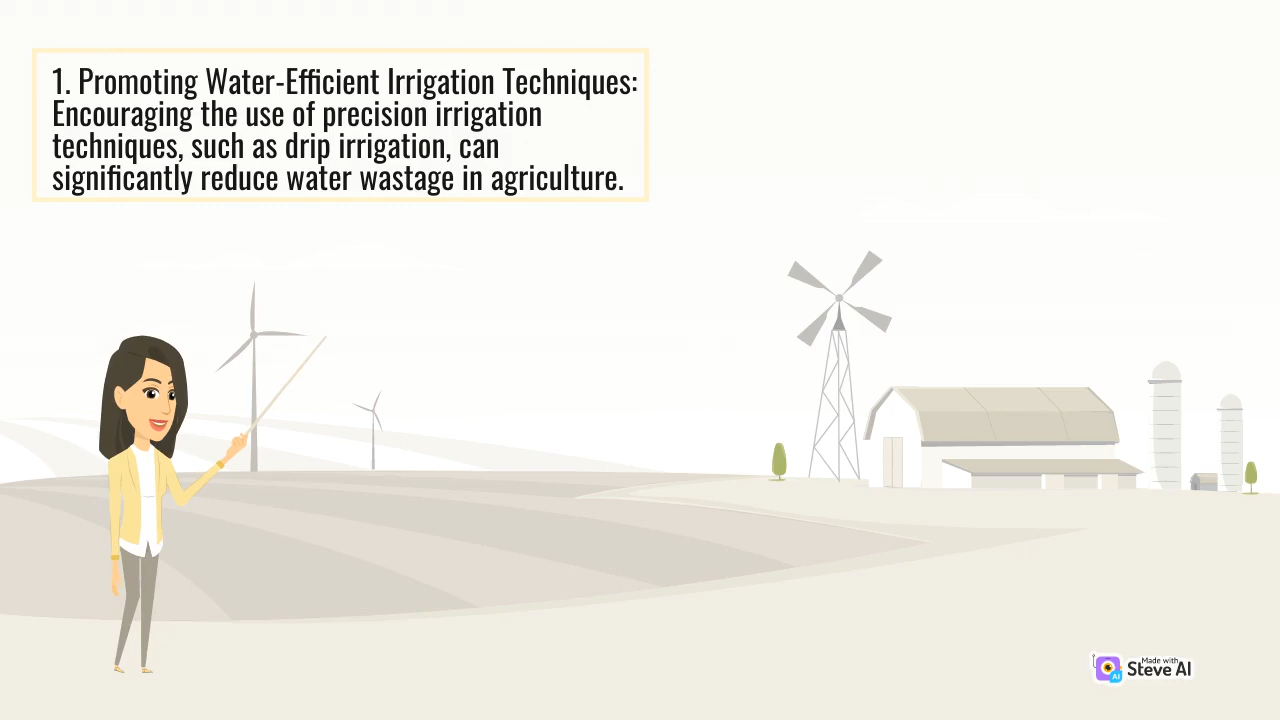 1. Promoting Water-Efficient Irrigation Techniques:
Encouraging the use of precision irrigation
techniques, such as drip irrigation, can
significantly reduce water wastage in agriculture.
Made with
Steve AI
AI